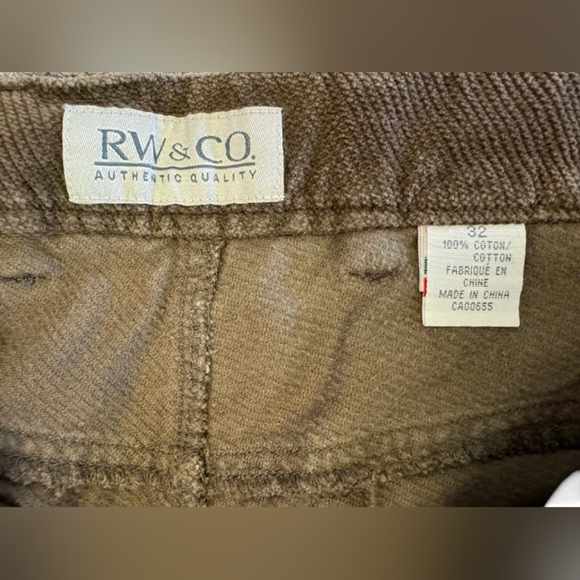 RW & CO.
AUTHENTIC QUALITY
32
100% COTON/
COTTON
FABRIQUÉ EN
CHINE
MADE IN CHINA
CA00655